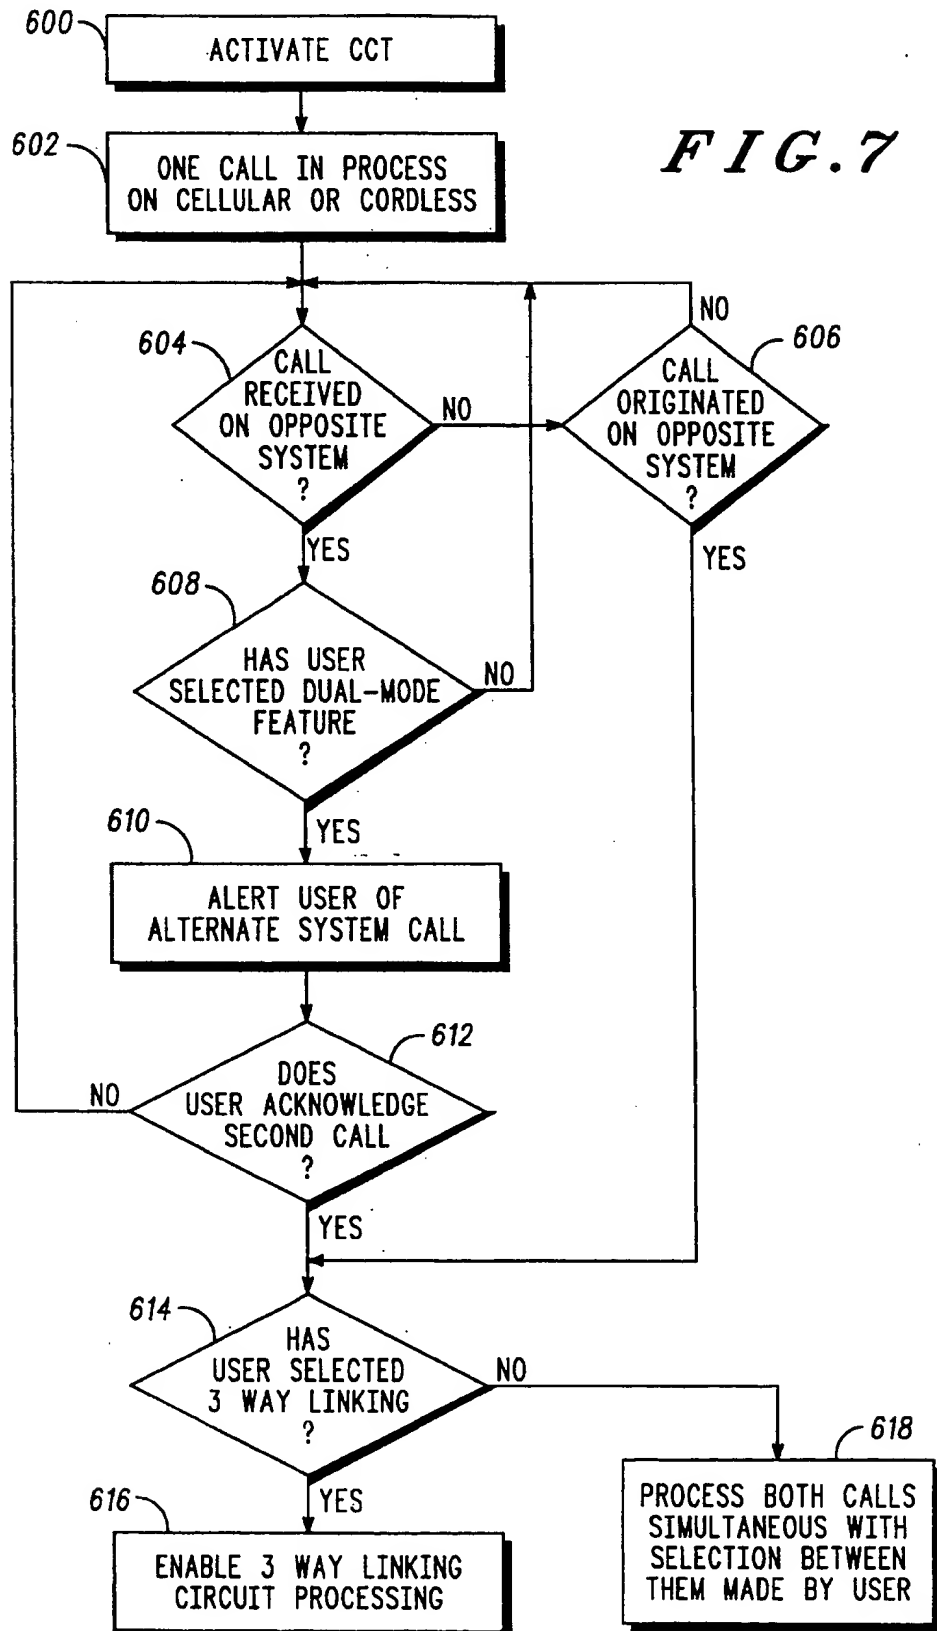 600
ACTIVATE CCT
FIG.7
602
ONE CALL IN PROCESS
ON CELLULAR OR CORDLESS
604
CALL
RECEIVED
ON OPPOSITE
SYSTEM
?
NO
YES
606
CALL
ORIGINATED
ON OPPOSITE
SYSTEM
?
NO
YES
608
HAS USER
SELECTED DUAL-MODE
FEATURE
?
NO
YES
610
ALERT USER OF
ALTERNATE SYSTEM CALL
612
DOES
USER ACKNOWLEDGE
SECOND CALL
?
NO
YES
614
HAS
USER SELECTED
3 WAY LINKING
?
NO
YES
616
ENABLE 3 WAY LINKING
CIRCUIT PROCESSING
618
PROCESS BOTH CALLS
SIMULTANEOUS WITH
SELECTION BETWEEN
THEM MADE BY USER